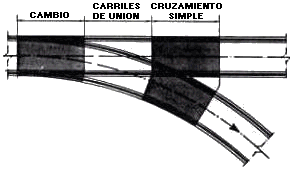 CAMBIO
CARRILES
DE UNION
CRUZAMIENTO
SIMPLE